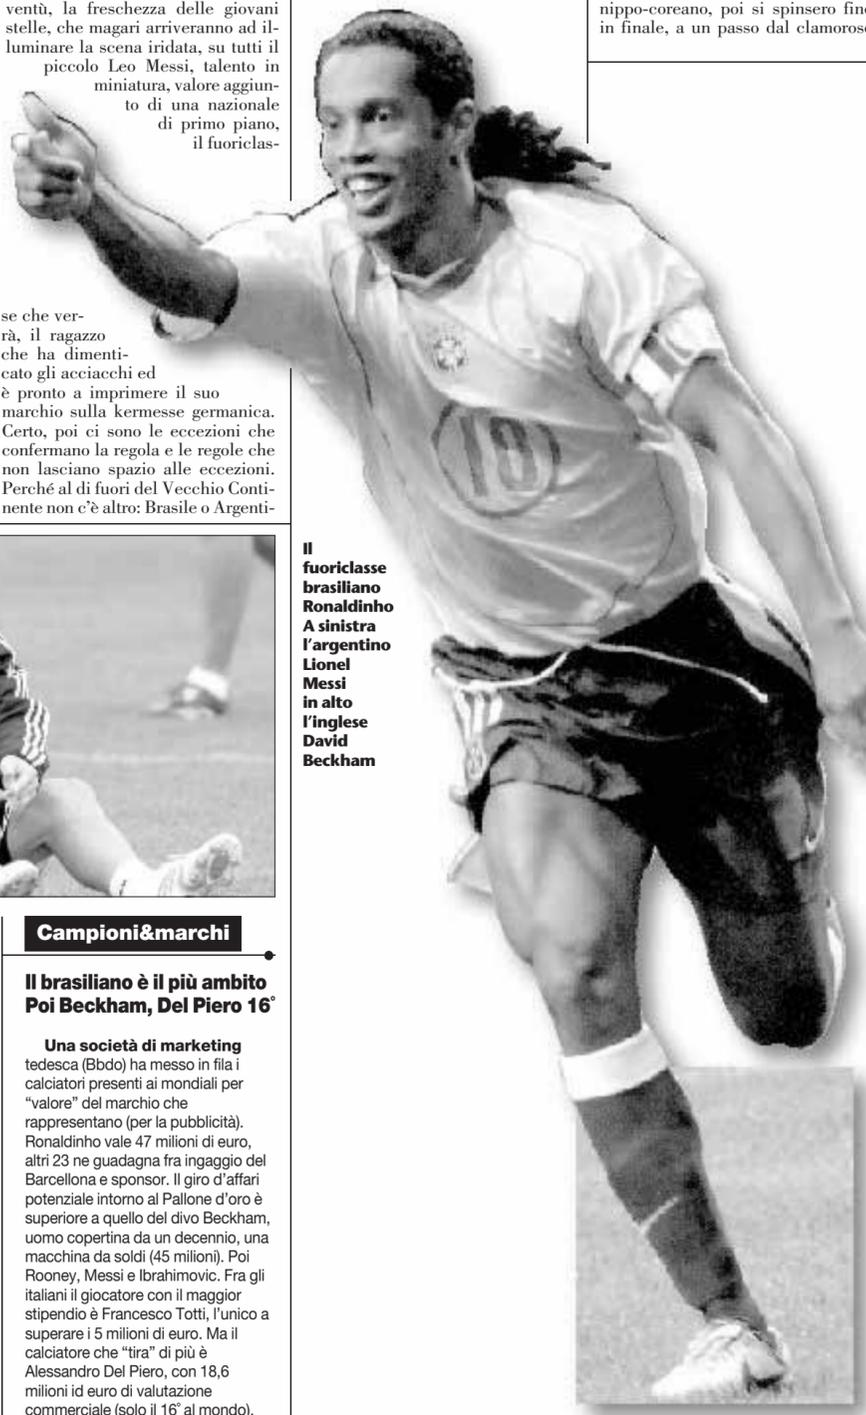 ventù, la freschezza delle giovani
stelle, che magari arriveranno ad il-
luminare la scena iridata, su tutti il
piccolo Leo Messi, talento in
miniatura, valore aggiun-
to di una nazionale
di primo piano,
il fuoriclas-
se che ver-
rà, il ragazzo
che ha dimenti-
cato gli acciacchi ed
è pronto a imprimere il suo
marchio sulla kermesse germanica.
Certo, poi ci sono le eccezioni che
confermano la regola e le regole che
non lasciano spazio alle eccezioni.
Perché al di fuori del Vecchio Conti-
nente non c'è altro: Brasile o Argenti-
nippo-coreano, poi si spinsero fino
in finale, a un passo dal clamoroso
10
Il
fuoriclasse
brasiliano
Ronaldinho
A sinistra
l'argentino
Lionel
Messi
in alto
l'inglese
David
Beckham
Campioni&marchi
Il brasiliano è il più ambito
Poi Beckham, Del Piero 16°
Una società di marketing
tedesca (Bbdo) ha messo in fila i
calciatori presenti ai mondiali per
“valore” del marchio che
rappresentano (per la pubblicità).
Ronaldinho vale 47 milioni di euro,
altri 23 ne guadagna fra ingaggio del
Barcellona e sponsor. Il giro d'affari
potenziale intorno al Pallone d'oro è
superiore a quello del divo Beckham,
uomo copertina da un decennio, una
macchina da soldi (45 milioni). Poi
Rooney, Messi e Ibrahimovic. Fra gli
italiani il giocatore con il maggior
stipendio è Francesco Totti, l'unico a
superare i 5 milioni di euro. Ma il
calciatore che “tira” di più è
Alessandro Del Piero, con 18,6
milioni id euro di valutazione
commerciale (solo il 16° al mondo).